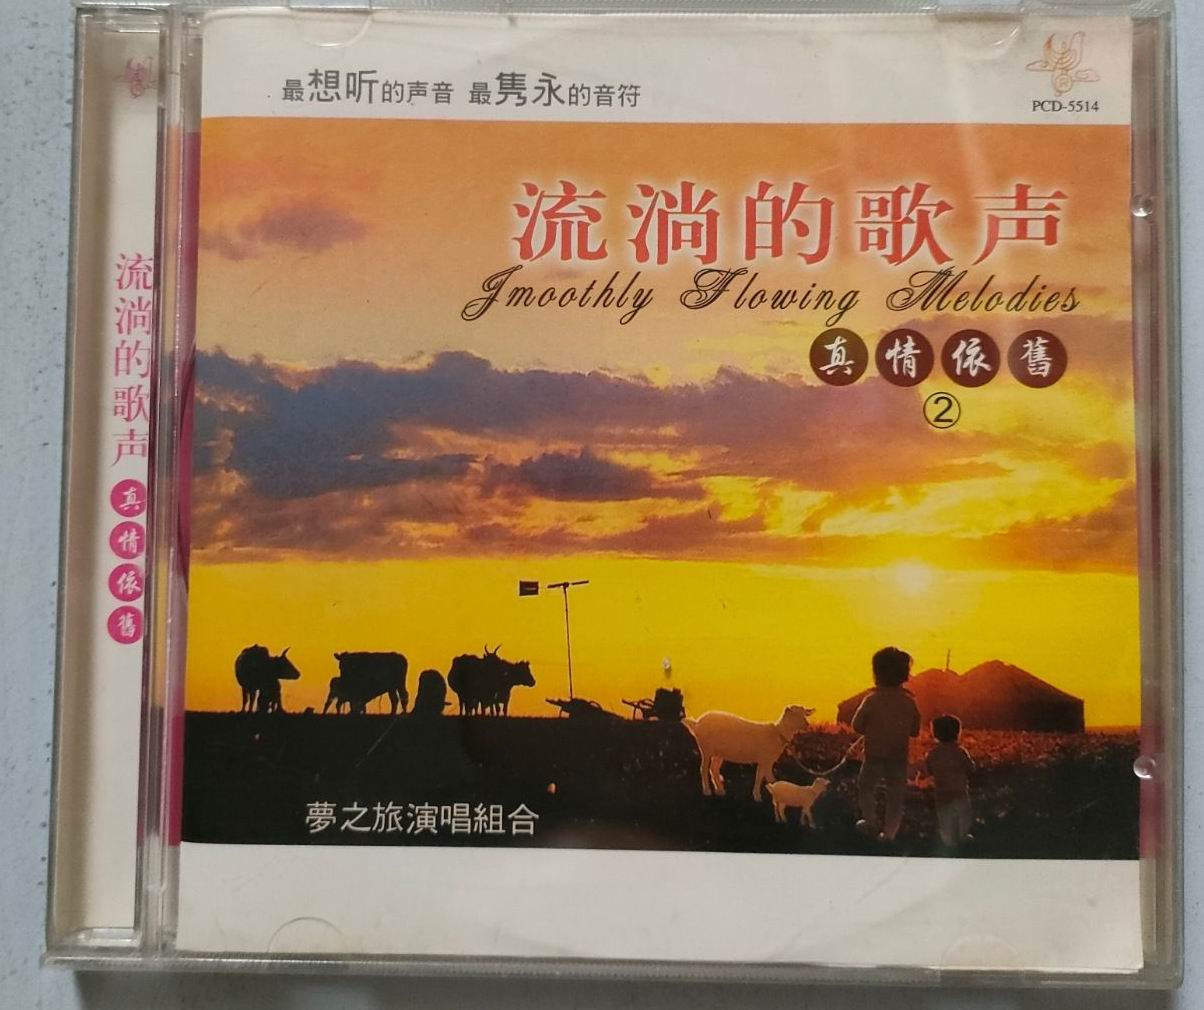 最想听的声音 最隽永的音符
PCD-5514
流淌的歌声
Jmoothly Flowing Melodies
真情依舊
②
夢之旅演唱組合
流淌的歌声
真情依舊